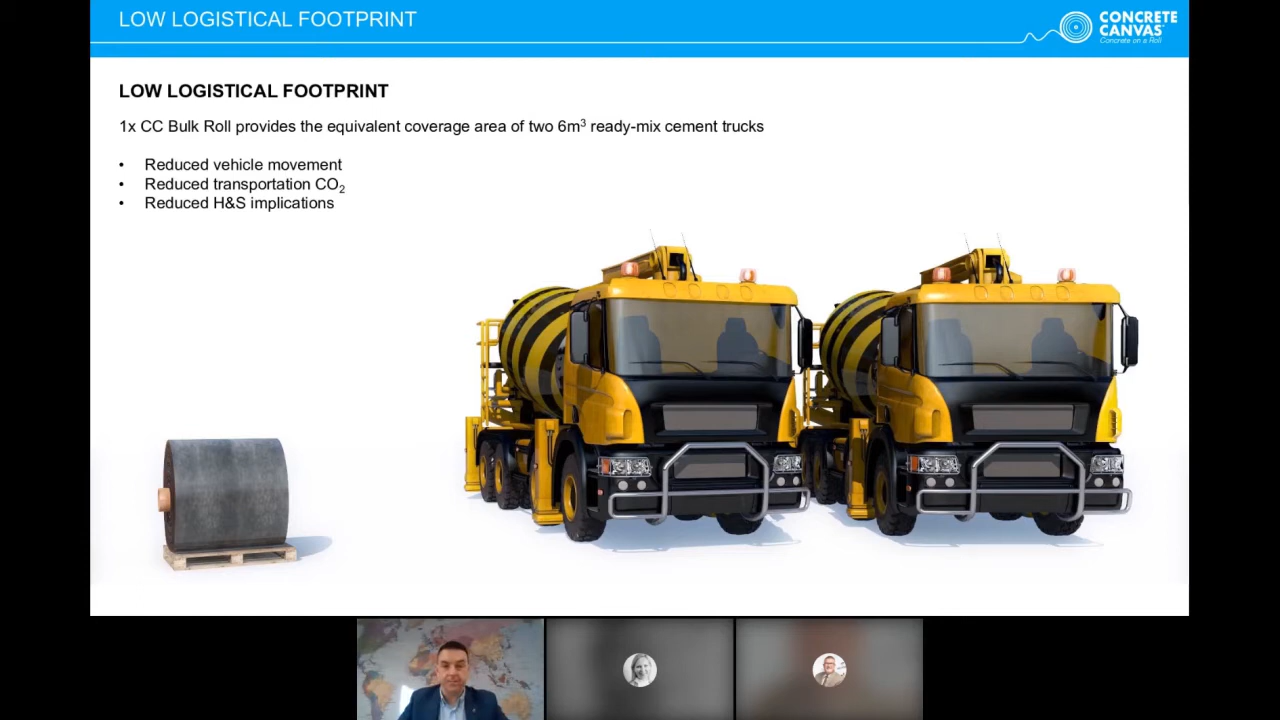 LOW LOGISTICAL FOOTPRINT
CONCRETE
CANVAS
Concrete on a Roll
LOW LOGISTICAL FOOTPRINT
1x CC Bulk Roll provides the equivalent coverage area of two 6m³ ready-mix cement trucks
• Reduced vehicle movement
• Reduced transportation CO₂
• Reduced H&S implications